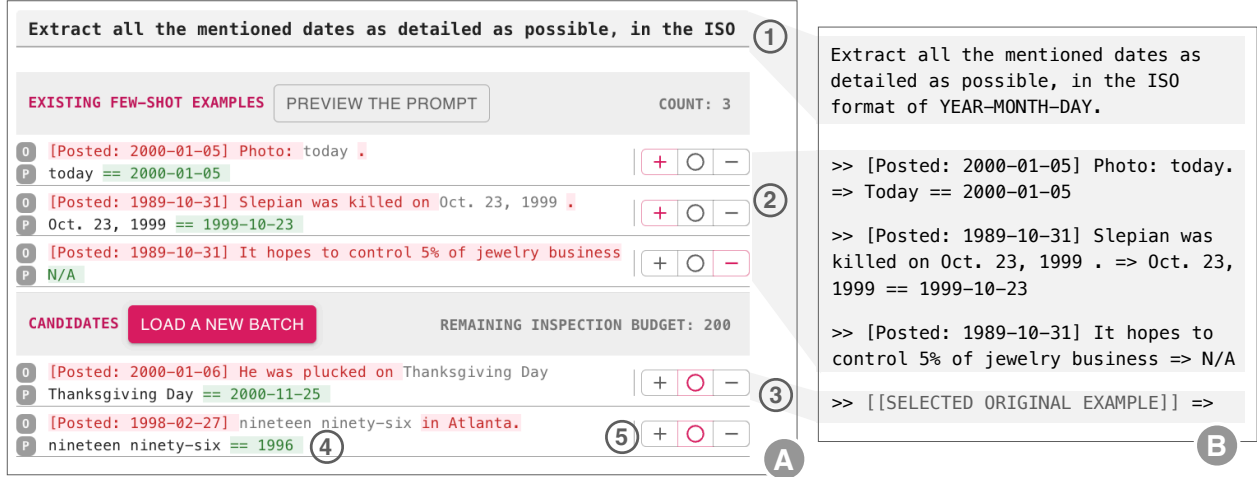 Extract all the mentioned dates as detailed as possible, in the ISO
1
EXISTING FEW-SHOT EXAMPLES PREVIEW THE PROMPT COUNT: 3
O [Posted: 2000-01-05] Photo: today .
P today == 2000-01-05
+ O −
O [Posted: 1989-10-31] Slepian was killed on Oct. 23, 1999 .
P Oct. 23, 1999 == 1999-10-23
+ O −
2
O [Posted: 1989-10-31] It hopes to control 5% of jewelry business
P N/A
+ O −
CANDIDATES LOAD A NEW BATCH REMAINING INSPECTION BUDGET: 200
O [Posted: 2000-01-06] He was plucked on Thanksgiving Day
P Thanksgiving Day == 2000-11-25
+ O −
3
O [Posted: 1998-02-27] nineteen ninety-six in Atlanta.
P nineteen ninety-six == 1996
4
5
+ O −
A
Extract all the mentioned dates as
detailed as possible, in the ISO
format of YEAR-MONTH-DAY.
>> [Posted: 2000-01-05] Photo: today.
=> Today == 2000-01-05
>> [Posted: 1989-10-31] Slepian was
killed on Oct. 23, 1999 . => Oct. 23,
1999 == 1999-10-23
>> [Posted: 1989-10-31] It hopes to
control 5% of jewelry business => N/A
>> [[SELECTED ORIGINAL EXAMPLE]] =>
B